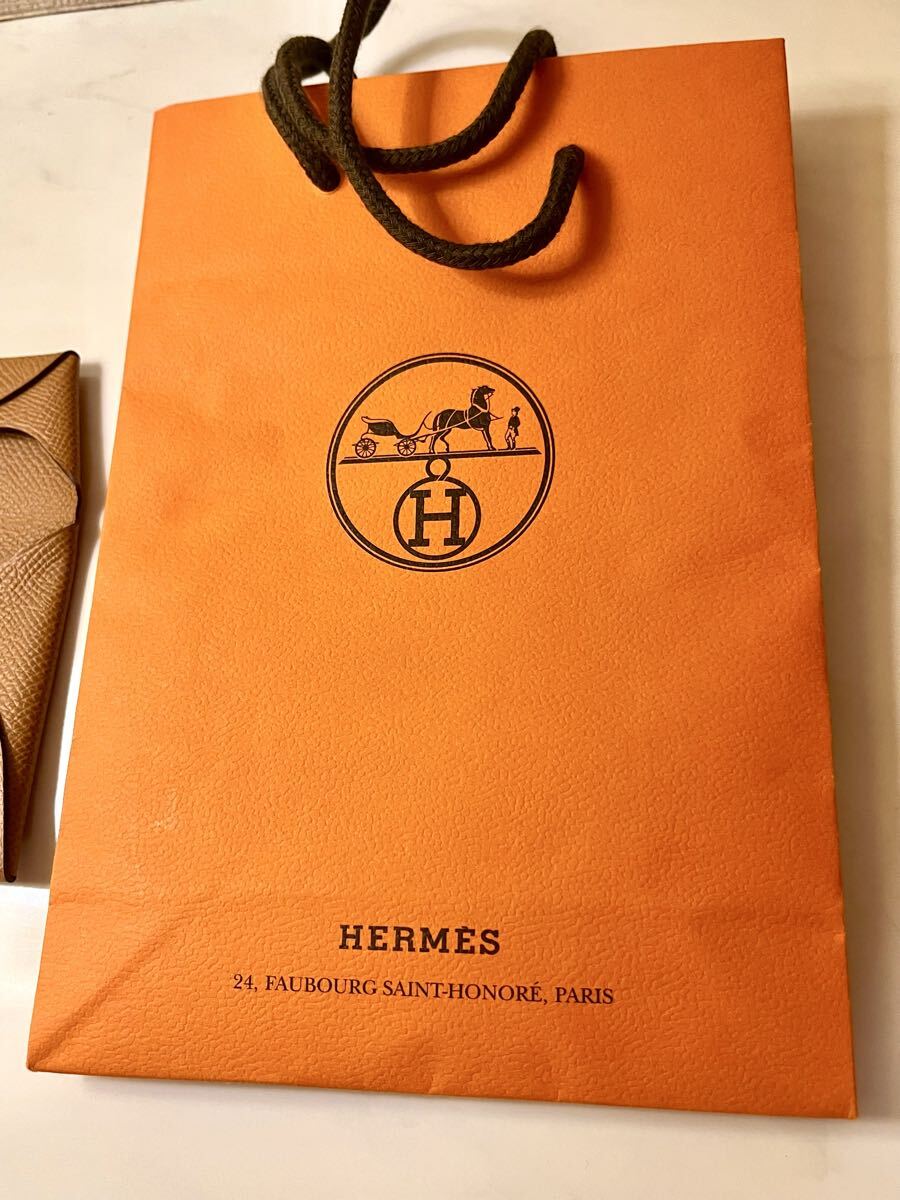 H
HERMÈS
24, FAUBOURG SAINT-HONORÉ, PARIS